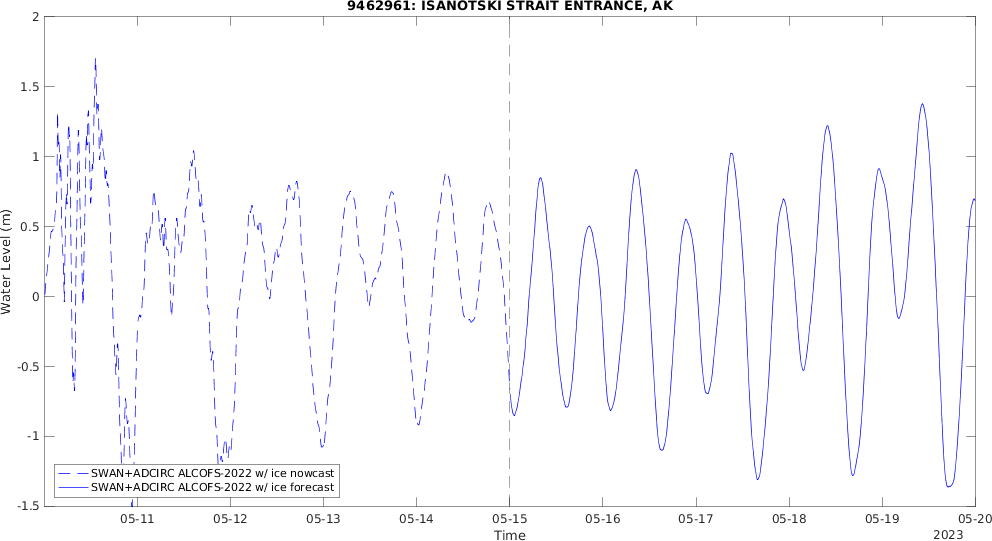 9462961: ISANOTSKI STRAIT ENTRANCE, AK
2
1.5
1
0.5
0
-0.5
-1
-1.5
Water Level (m)
SWAN+ADCIRC ALCOFS-2022 w/ ice nowcast
SWAN+ADCIRC ALCOFS-2022 w/ ice forecast
05-11 05-12 05-13 05-14 05-15 05-16 05-17 05-18 05-19 05-20
Time
2023